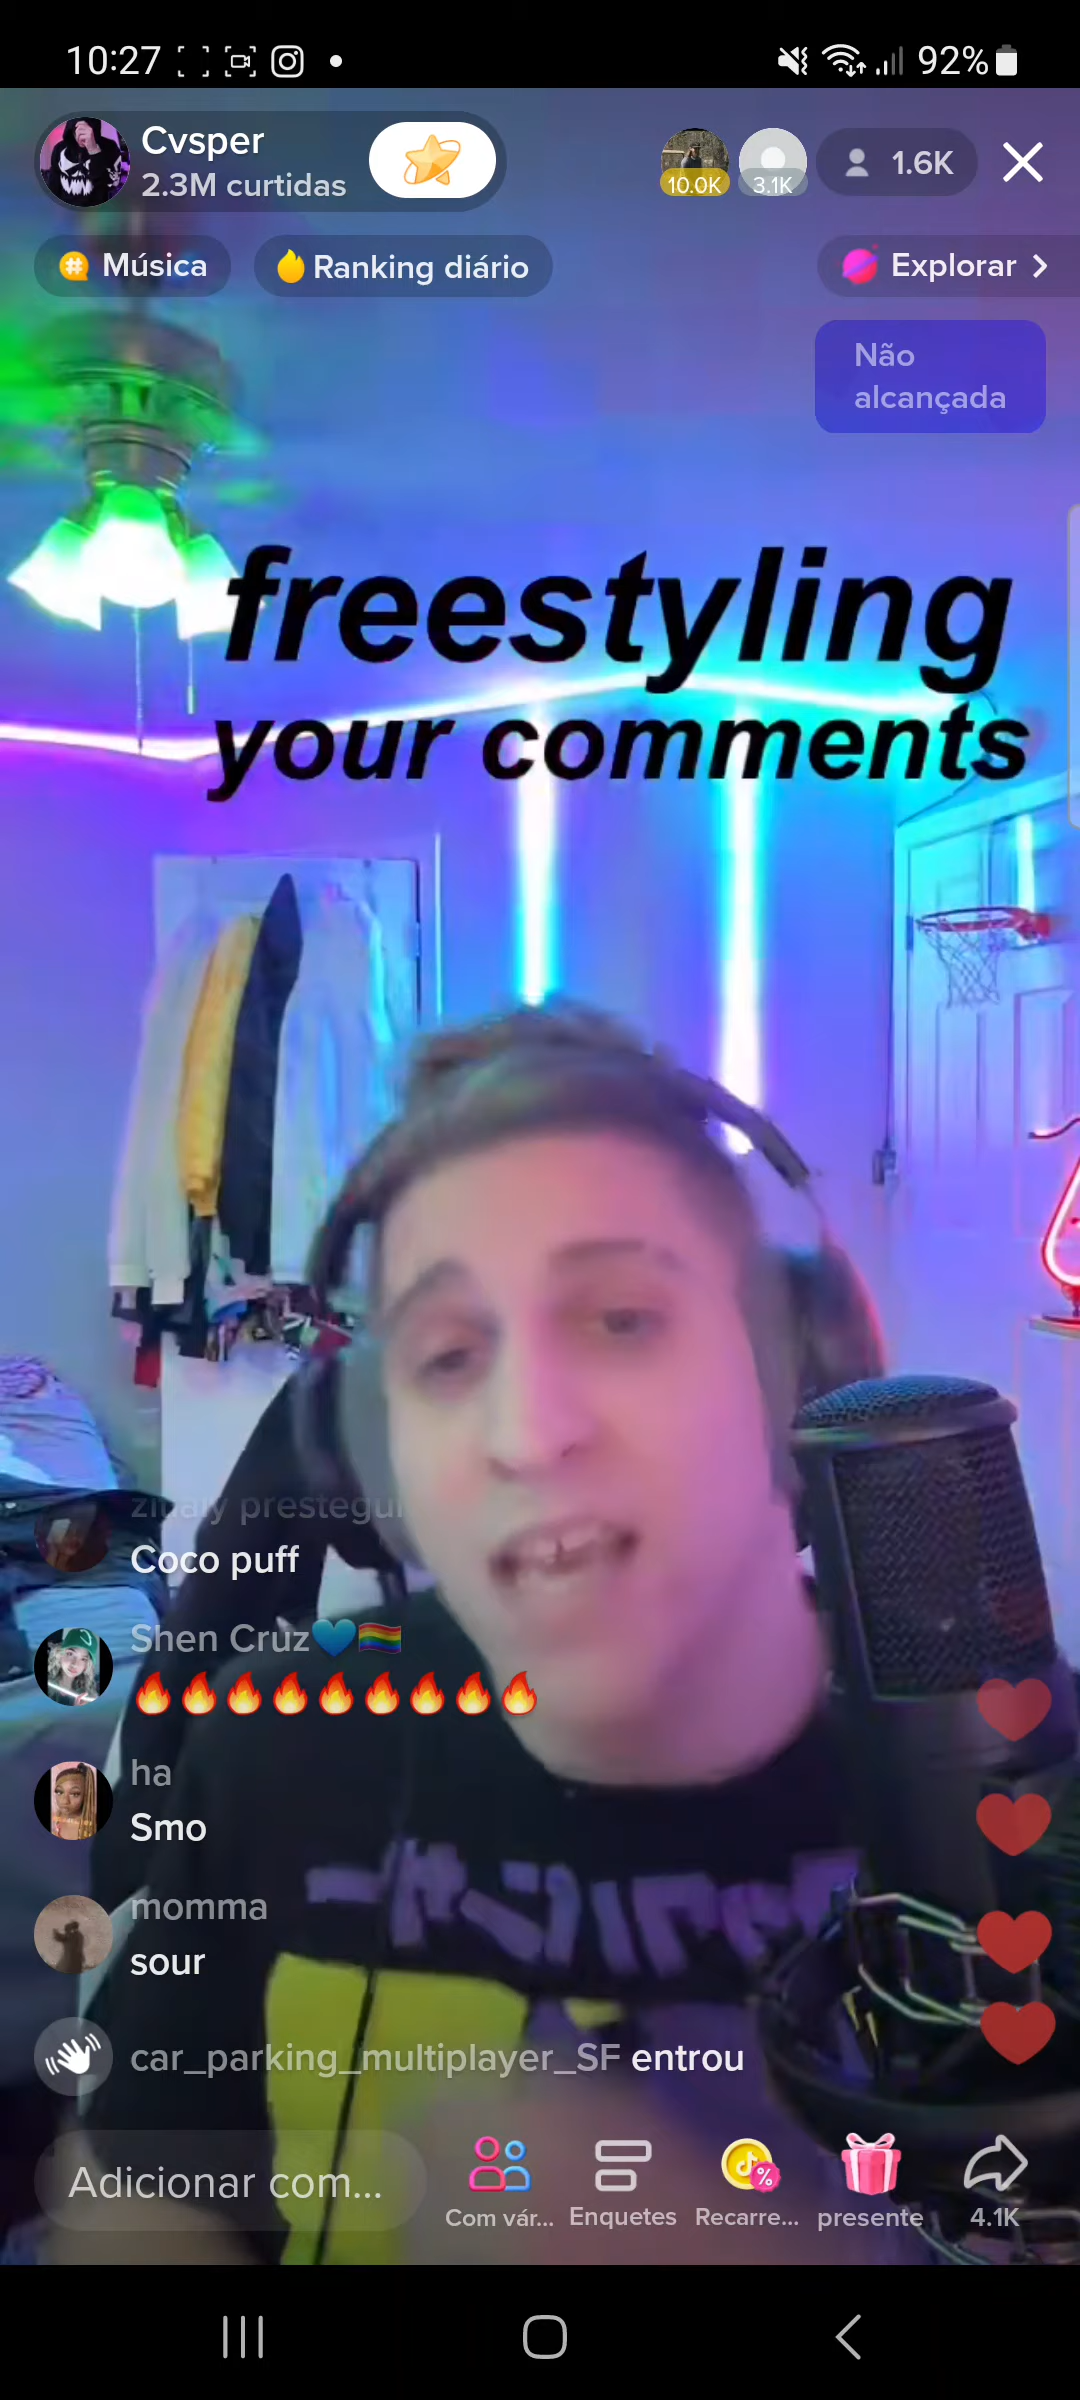 10:27
92%
Cvsper
2.3M curtidas
10.0K
3.1K
1.6K
Música
Ranking diário
Explorar
Não
alcançada
freestyling
your comments
Coco puff
Shen Cruz💙🏳️‍🌈
🔥🔥🔥🔥🔥🔥🔥🔥🔥
ha
Smo
momma
sour
car_parking_multiplayer_SF entrou
Adicionar com...
Com vár...
Enquetes
Recarre...
presente
4.1K